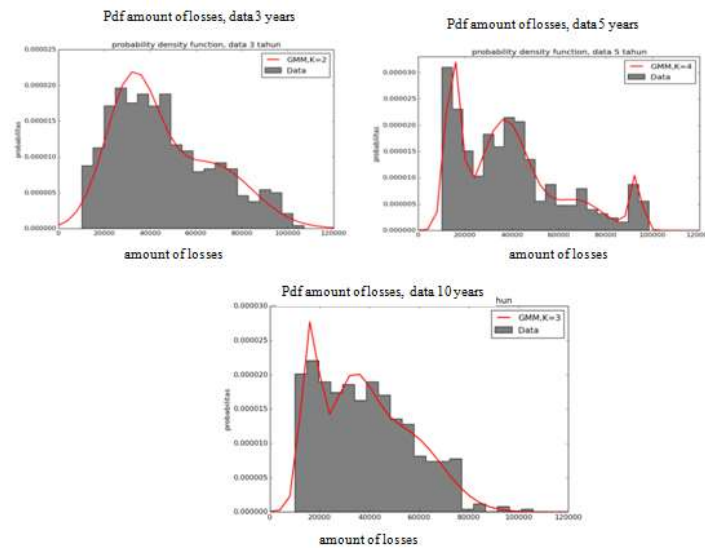 Pdf amount of losses, data 3 years
probability density function, data 3 tahun
GMM,K=2
Data
probabilitas
0.000025
0.000020
0.000015
0.000010
0.000005
0.000000
0 20000 40000 60000 80000 100000 120000
amount of losses
Pdf amount of losses, data 5 years
probability density function, data 5 tahun
GMM,K=4
Data
probabilitas
0.000030
0.000025
0.000020
0.000015
0.000010
0.000005
0.000000
0 20000 40000 60000 80000 100000 12000
amount of losses
Pdf amount of losses, data 10 years
hun
GMM,K=3
Data
probabilitas
0.000030
0.000025
0.000020
0.000015
0.000010
0.000005
0.000000
0 20000 40000 60000 80000 100000 120000
amount of losses